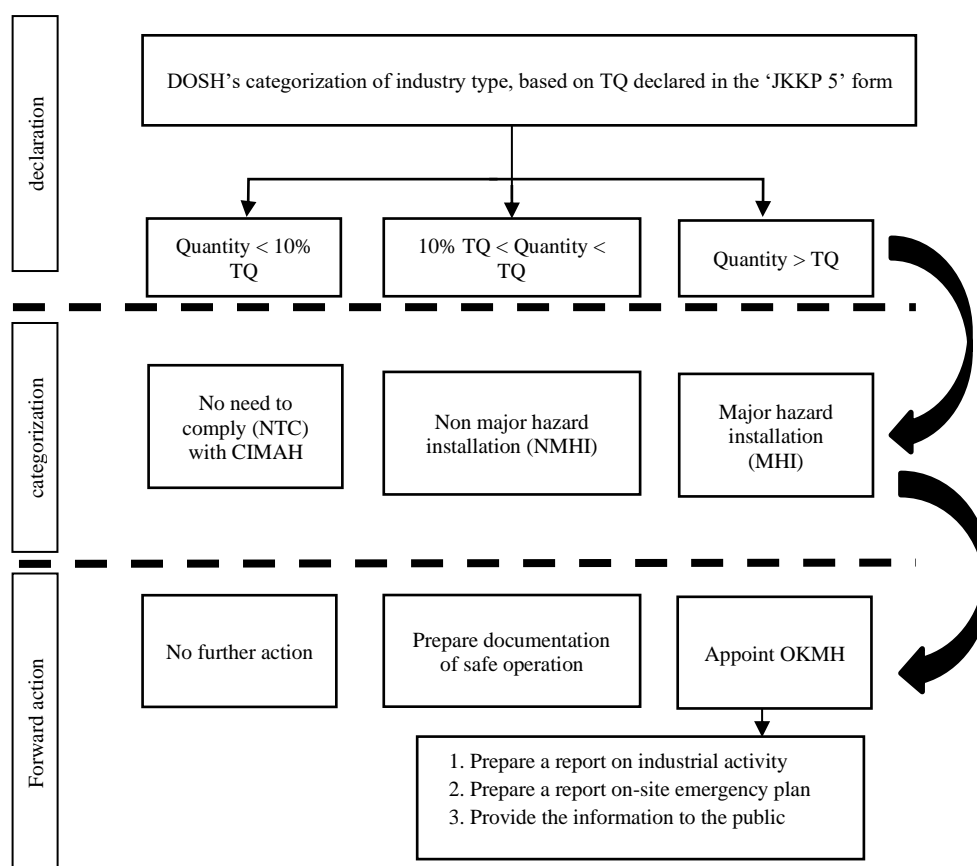 declaration
DOSH's categorization of industry type, based on TQ declared in the 'JKKP 5' form
Quantity < 10%
TQ
10% TQ < Quantity <
TQ
Quantity > TQ
categorization
No need to
comply (NTC)
with CIMAH
Non major hazard
installation (NMHI)
Major hazard
installation
(MHI)
Forward action
No further action
Prepare documentation
of safe operation
Appoint OKMH
1. Prepare a report on industrial activity
2. Prepare a report on-site emergency plan
3. Provide the information to the public